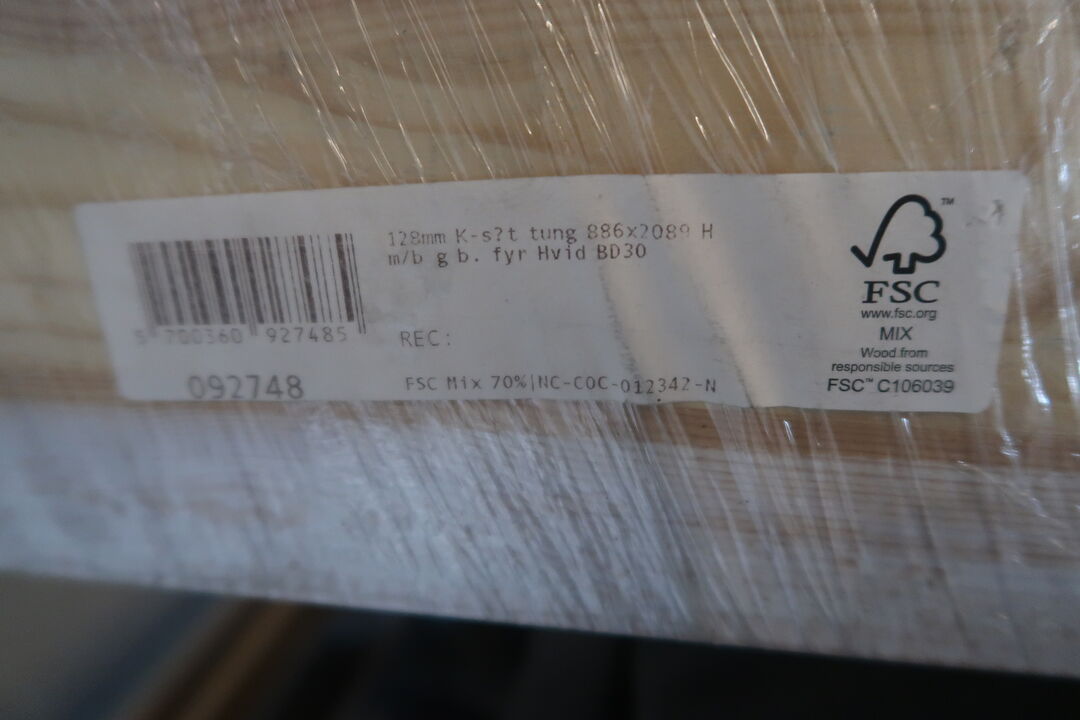 128mm K-s?t tung 886x2089 H
m/b g b. fyr Hvid BD30
5 700360 927485
REC:
092748
FSC Mix 70%|NC-COC-012342-N
TM
FSC
www.fsc.org
MIX
Wood from
responsible sources
FSC™ C106039